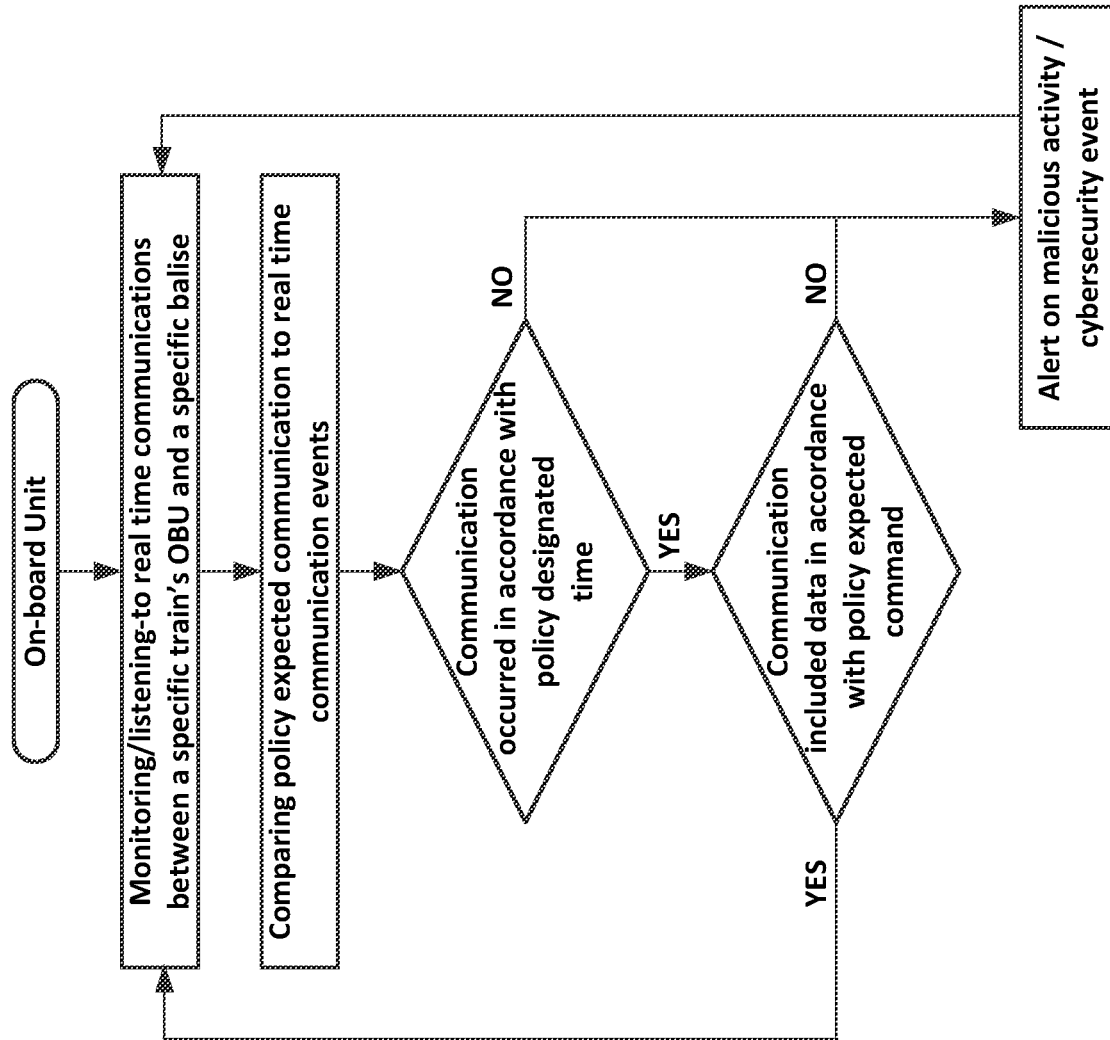 On-board Unit
Monitoring/listening-to real time communications
between a specific train's OBU and a specific balise
Comparing policy expected communication to real time
communication events
Communication
occurred in accordance with
policy designated
time
NO
YES
Communication
included data in accordance
with policy expected
command
NO
YES
Alert on malicious activity /
cybersecurity event